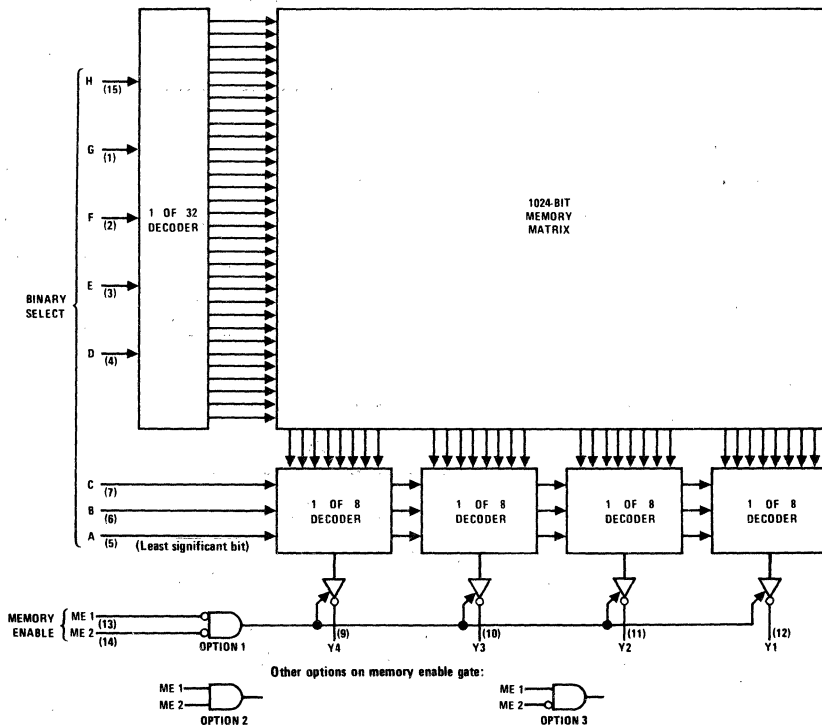 H
(15)
G
(1)
1 OF 32
DECODER
F
(2)
1024-BIT
MEMORY
MATRIX
BINARY
SELECT
E
(3)
D
(4)
C
(7)
B
(6)
A
(5)
(Least significant bit)
1 OF 8
DECODER
1 OF 8
DECODER
1 OF 8
DECODER
1 OF 8
DECODER
MEMORY
ENABLE
ME 1
(13)
ME 2
(14)
OPTION 1
(9)
Y4
(10)
Y3
(11)
Y2
(12)
Y1
Other options on memory enable gate:
ME 1
ME 2
OPTION 2
ME 1
ME 2
OPTION 3